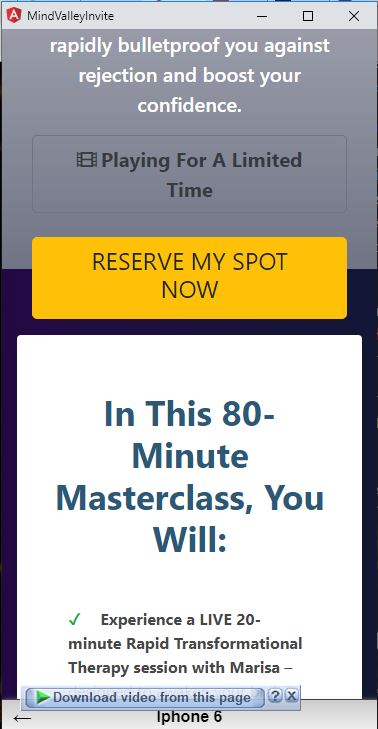 MindValleyInvite
rapidly bulletproof you against
rejection and boost your
confidence.
Playing For A Limited
Time
RESERVE MY SPOT
NOW
In This 80-
Minute
Masterclass, You
Will:
✓ Experience a LIVE 20-
minute Rapid Transformational
Therapy session with Marisa –
Download video from this page ? X
← Iphone 6